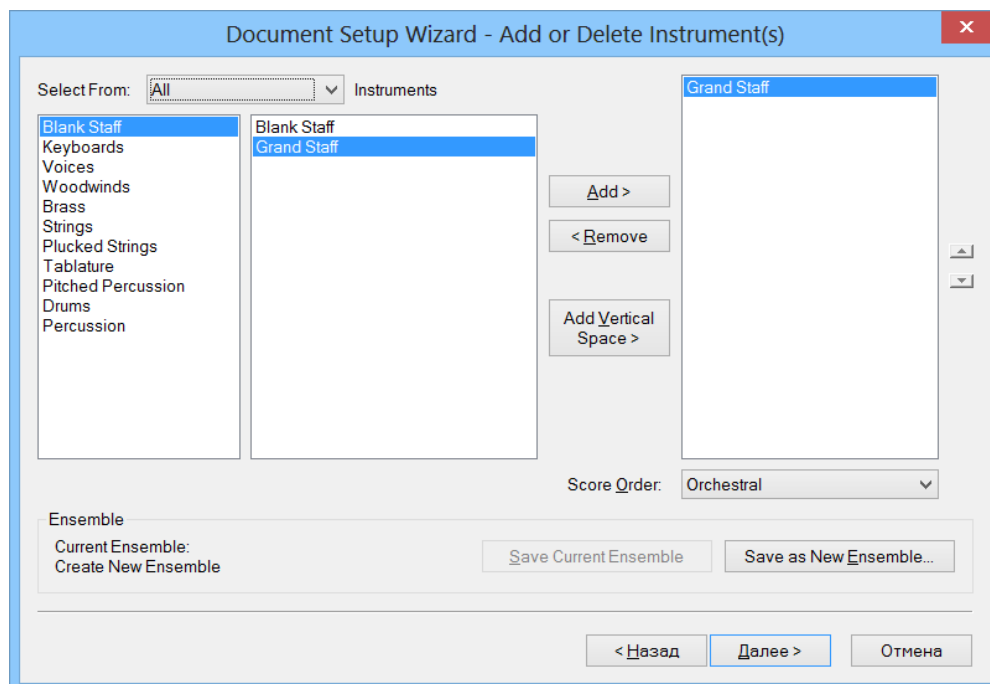 Document Setup Wizard - Add or Delete Instrument(s)
Select From: All Instruments
Blank Staff
Keyboards
Voices
Woodwinds
Brass
Strings
Plucked Strings
Tablature
Pitched Percussion
Drums
Percussion
Blank Staff
Grand Staff
Add >
< Remove
Add Vertical
Space >
Grand Staff
Score Order: Orchestral
Ensemble
Current Ensemble:
Create New Ensemble
Save Current Ensemble
Save as New Ensemble...
< Назад
Далее >
Отмена